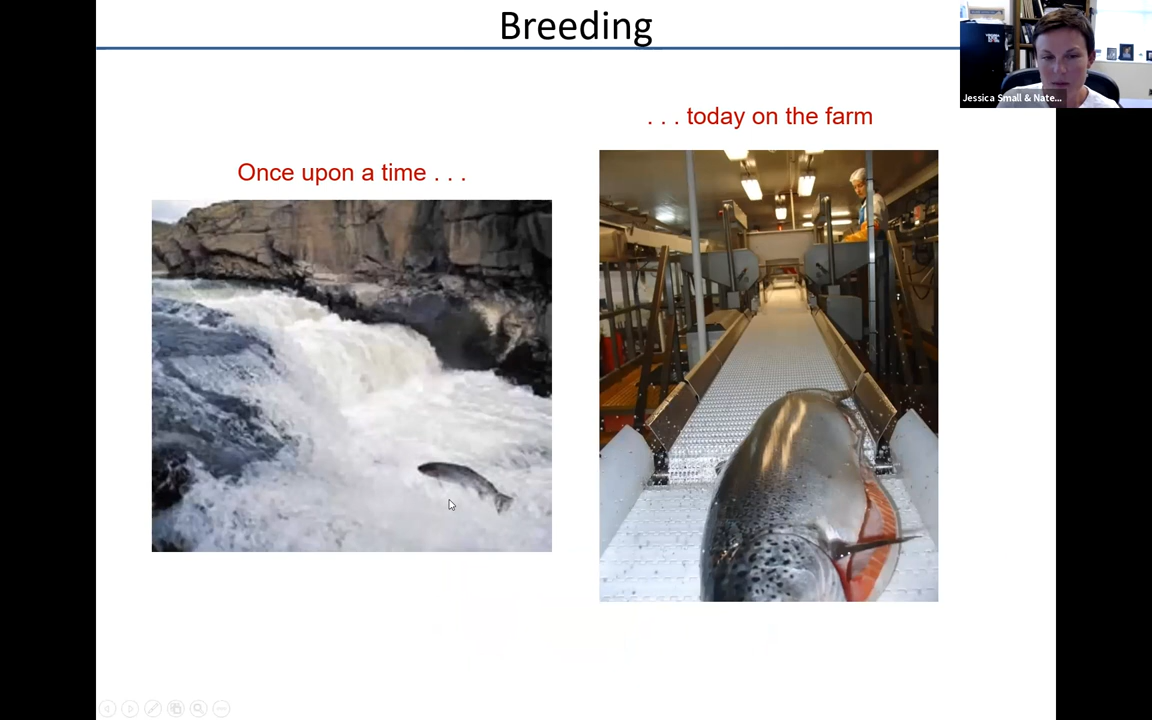 Breeding
Jessica Small & Nate...
. . . today on the farm
Once upon a time . . .